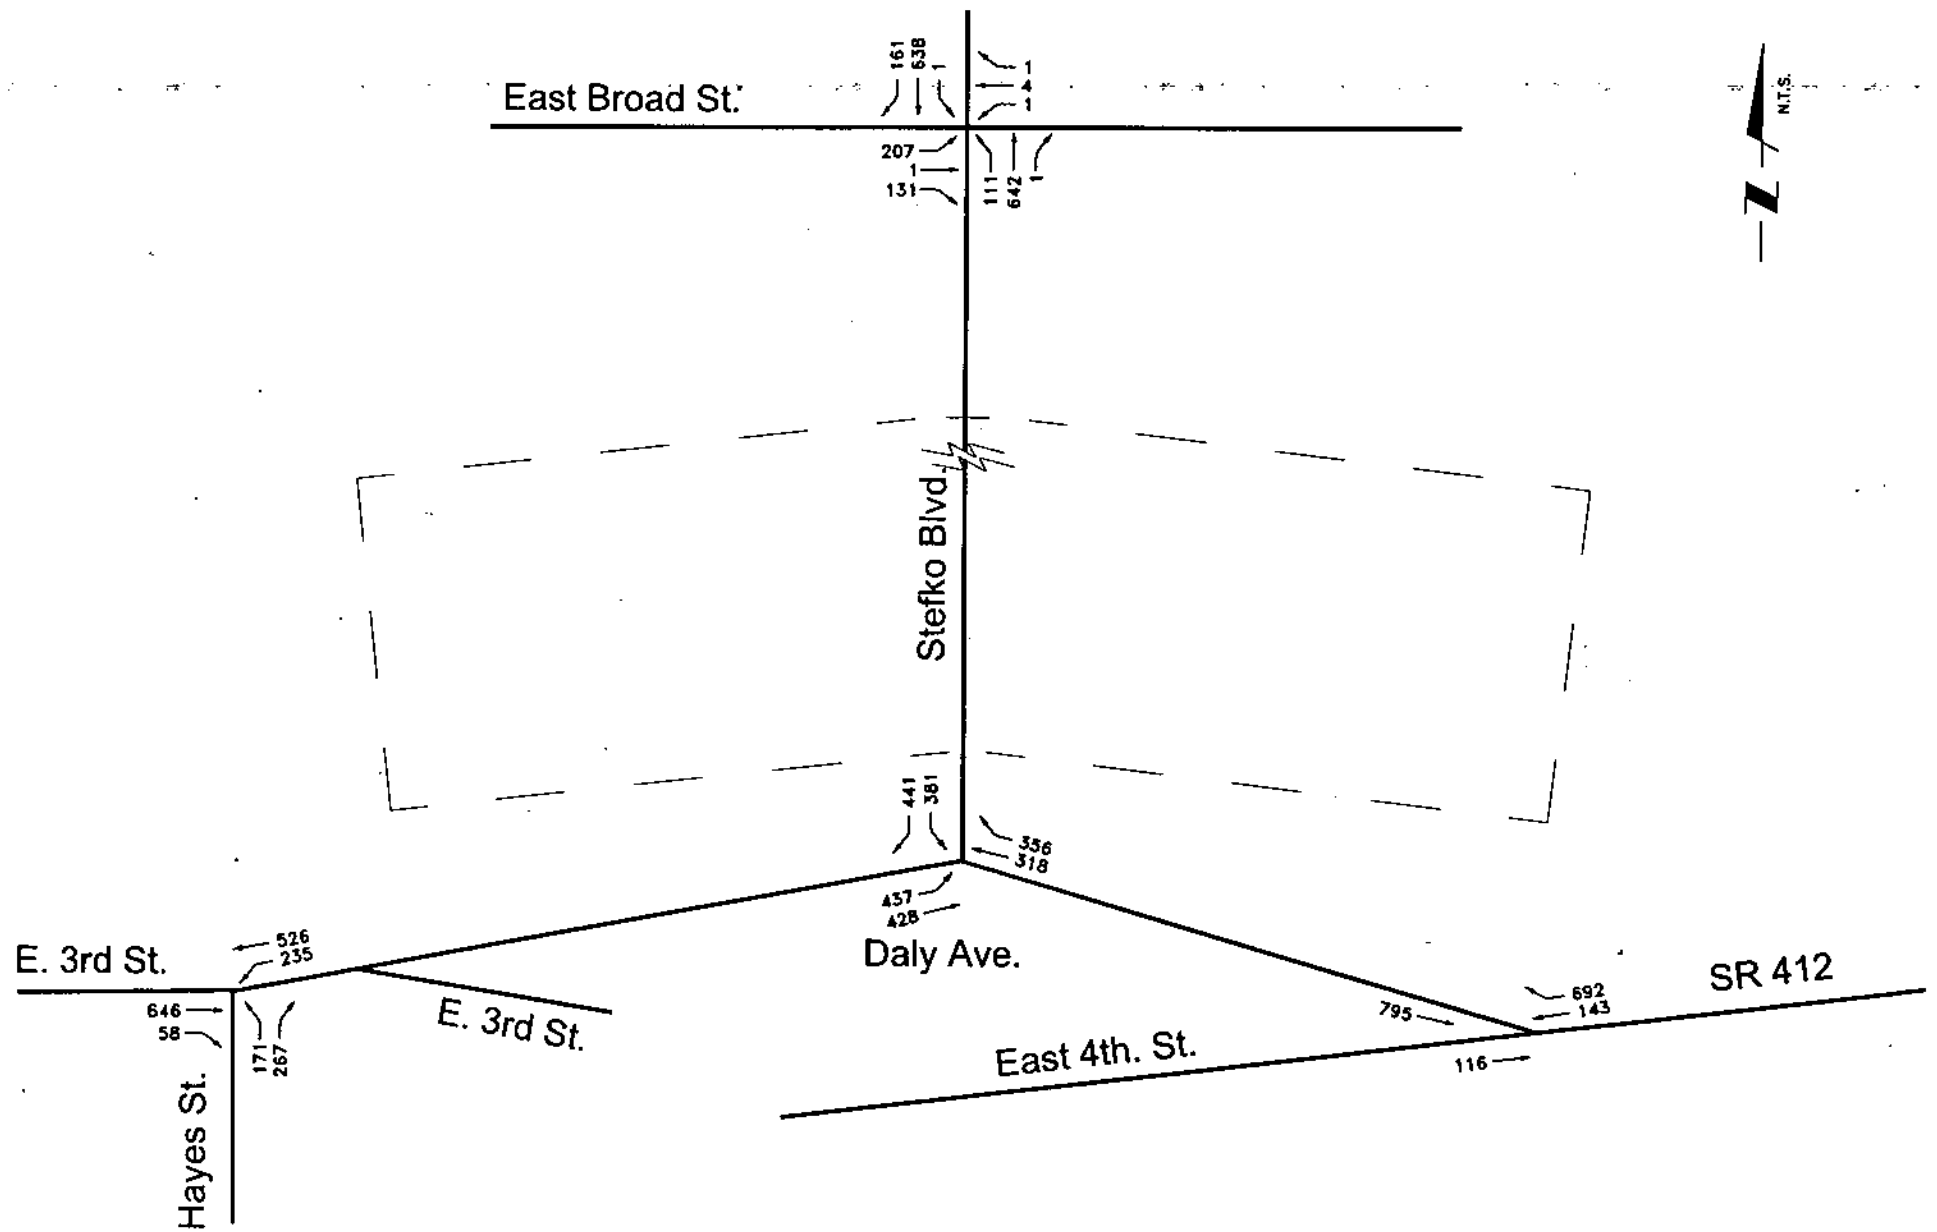 161
638
1
1
4
1
East Broad St.
N.T.S.
207
1
131
111
642
1
Z
Stefko Blvd.
441
381
356
318
437
428
Daly Ave.
526
235
E. 3rd St.
646
58
171
267
E. 3rd St.
692
143
SR 412
795
116
East 4th. St.
Hayes St.